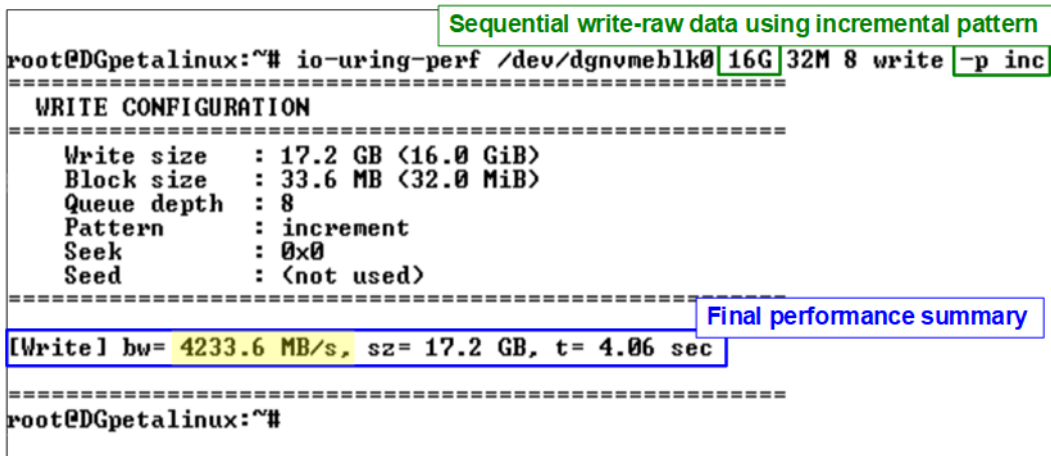 Sequential write-raw data using incremental pattern
root@DGpetalinux:~# io-uring-perf /dev/dgnvmeblk0 16G 32M 8 write -p inc
=====================================================
WRITE CONFIGURATION
=====================================================
Write size : 17.2 GB (16.0 GiB)
Block size : 33.6 MB (32.0 MiB)
Queue depth : 8
Pattern : increment
Seek : 0x0
Seed : (not used)
=====================================================
Final performance summary
[Write] bw= 4233.6 MB/s, sz= 17.2 GB, t= 4.06 sec
=====================================================
root@DGpetalinux:~#